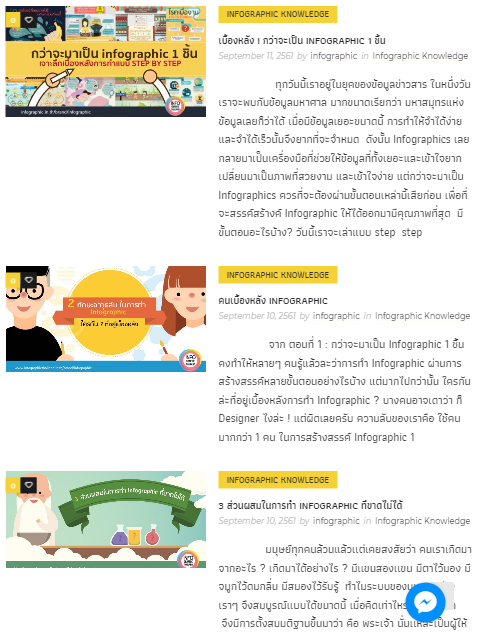 INFOGRAPHIC KNOWLEDGE
กว่าจะมาเป็น infographic 1 ชิ้น
เจาะลึกเบื้องหลังการทำแบบ STEP BY STEP
เบื้องหลัง ! กว่าจะเป็น INFOGRAPHIC 1 ชิ้น
September 11, 2561 by infographic in Infographic Knowledge
ทุกวันนี้เราอยู่ในยุคของข้อมูลข่าวสาร ในหนึ่งวัน
เราจะพบกับข้อมูลมหาศาล มากขนาดเรียกว่า มหาสมุทรแห่ง
ข้อมูลเลยก็ว่าได้ เมื่อมีข้อมูลเยอะขนาดนี้ การทำให้จำได้ง่าย
และจำได้เร็วนั้นจึงยากที่จะจำหมด ดังนั้น Infographics เลย
กลายมาเป็นเครื่องมือที่ช่วยให้ข้อมูลที่ทั้งเยอะและเข้าใจยาก
เปลี่ยนมาเป็นภาพที่สวยงาม และเข้าใจง่าย แต่กว่าจะมาเป็น
Infographics ควรที่จะต้องผ่านขั้นตอนเหล่านี้เสียก่อน เพื่อที่
จะสรรค์สร้างค์ Infographic ให้ได้ออกมามีคุณภาพที่สุด มี
ขั้นตอนอะไรบ้าง? วันนี้เราจะเล่าแบบ step step
INFOGRAPHIC KNOWLEDGE
2 ทักษะอาวุธลับ ในการทำ
Infographic
ใครกัน ? ที่อยู่เบื้องหลัง
คนเบื้องหลัง INFOGRAPHIC
September 10, 2561 by infographic in Infographic Knowledge
จาก ตอนที่ 1 : กว่าจะมาเป็น Infographic 1 ชิ้น
คงทำให้หลายๆ คนรู้แล้วละว่าการทำ Infographic ผ่านการ
สร้างสรรค์หลายขั้นตอนอย่างไรบ้าง แต่มากไปกว่านั้น ใครกัน
ล่ะที่อยู่เบื้องหลังการทำ Infographic ? บางคนอาจเดาว่า ก็
Designer ไงล่ะ ! แต่ผิดเลยครับ ความลับของเราคือ ใช้คน
มากกว่า 1 คน ในการสร้างสรรค์ Infographic 1
INFOGRAPHIC KNOWLEDGE
3 ส่วนผสมในการทำ Infographic ที่ขาดไม่ได้
3 ส่วนผสมในการทำ INFOGRAPHIC ที่ขาดไม่ได้
September 10, 2561 by infographic in Infographic Knowledge
มนุษย์ทุกคนล้วนแล้วแต่เคยสงสัยว่า คนเราเกิดมา
จากอะไร ? เกิดมาได้อย่างไร ? มีแขนสองแขน มีตาไว้มอง มี
จมูกไว้ดมกลิ่น มีสมองไว้รับรู้ ทำไมระบบของ
เราๆ จึงสมบูรณ์แบบได้ขนาดนี้ เมื่อคิดเท่าไหร่
จึงมีการตั้งสมมติฐานขึ้นมาว่า คือ พระเจ้า นั่นแหละเป็นผู้ให้